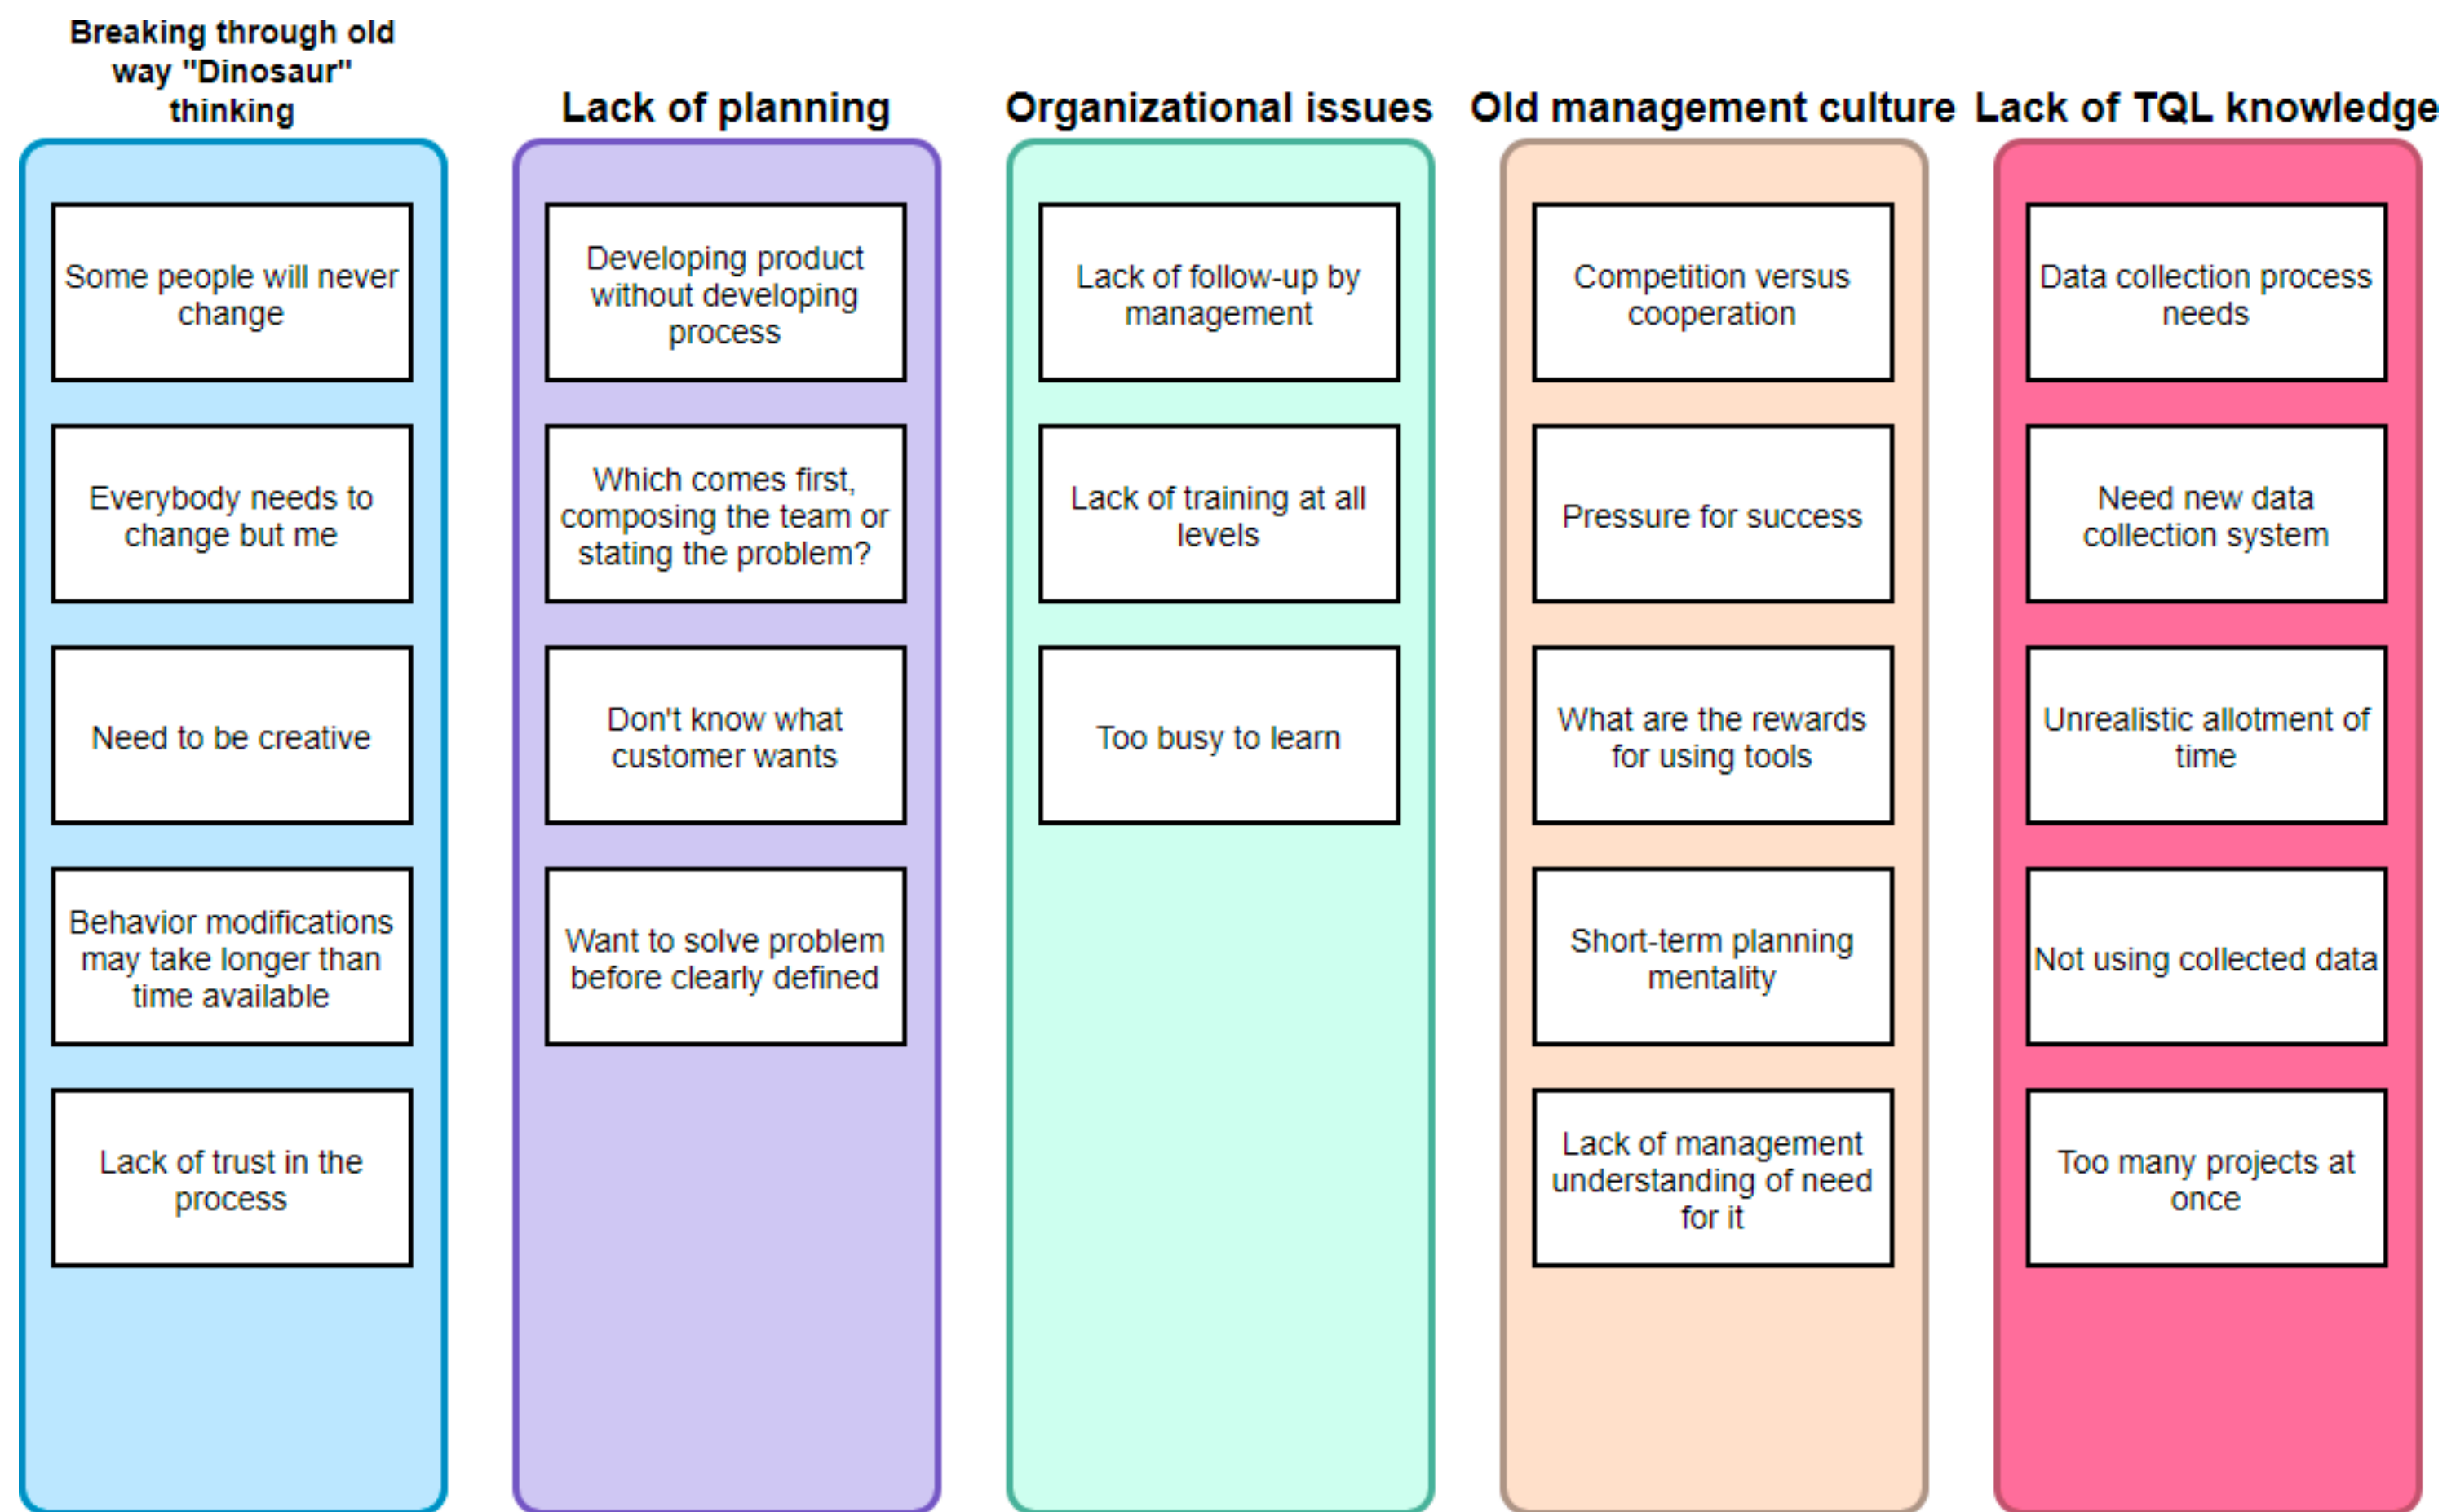 Breaking through old
way "Dinosaur"
thinking
Some people will never
change
Everybody needs to
change but me
Need to be creative
Behavior modifications
may take longer than
time available
Lack of trust in the
process
Lack of planning
Developing product
without developing
process
Which comes first,
composing the team or
stating the problem?
Don't know what
customer wants
Want to solve problem
before clearly defined
Organizational issues
Lack of follow-up by
management
Lack of training at all
levels
Too busy to learn
Old management culture
Competition versus
cooperation
Pressure for success
What are the rewards
for using tools
Short-term planning
mentality
Lack of management
understanding of need
for it
Lack of TQL knowledge
Data collection process
needs
Need new data
collection system
Unrealistic allotment of
time
Not using collected data
Too many projects at
once